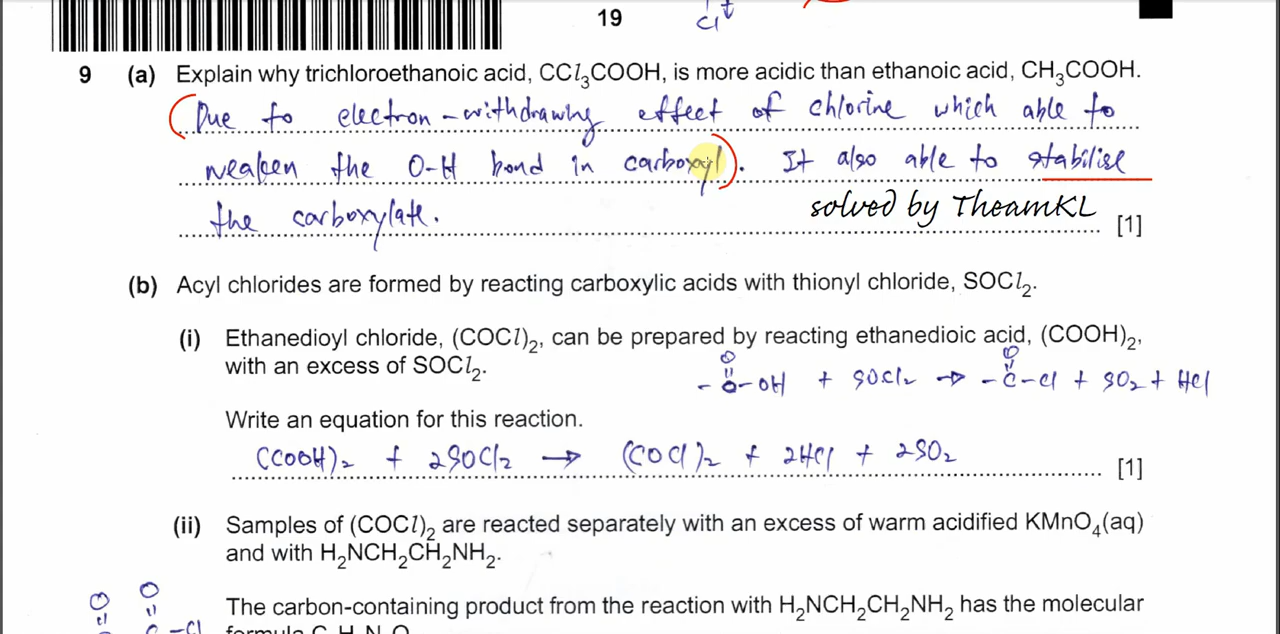 19
Cl
9 (a) Explain why trichloroethanoic acid, CCl₃COOH, is more acidic than ethanoic acid, CH₃COOH.
(Due to electron-withdrawing effect of chlorine which able to
weaken the O-H bond in carboxyl). It also able to stabilise
the carboxylate.
solved by TheamKL
[1]
(b) Acyl chlorides are formed by reacting carboxylic acids with thionyl chloride, SOCl₂.
(i) Ethanedioyl chloride, (COCl)₂, can be prepared by reacting ethanedioic acid, (COOH)₂,
with an excess of SOCl₂.
O O
-C-OH + SOCl₂ → -C-Cl + SO₂ + HCl
Write an equation for this reaction.
(COOH)₂ + 2SOCl₂ → (COCl)₂ + 2HCl + 2SO₂ [1]
(ii) Samples of (COCl)₂ are reacted separately with an excess of warm acidified KMnO₄(aq)
and with H₂NCH₂CH₂NH₂.
O O
C-Cl
The carbon-containing product from the reaction with H₂NCH₂CH₂NH₂ has the molecular